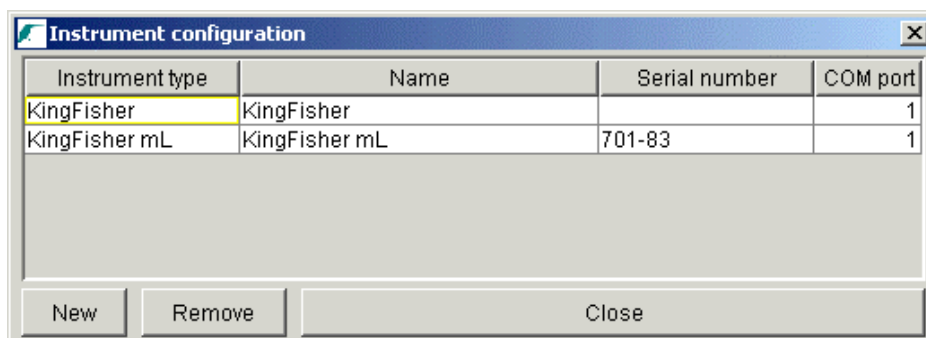 Instrument configuration
Instrument type Name Serial number COM port
KingFisher KingFisher 1
KingFisher mL KingFisher mL 701-83 1
New Remove Close